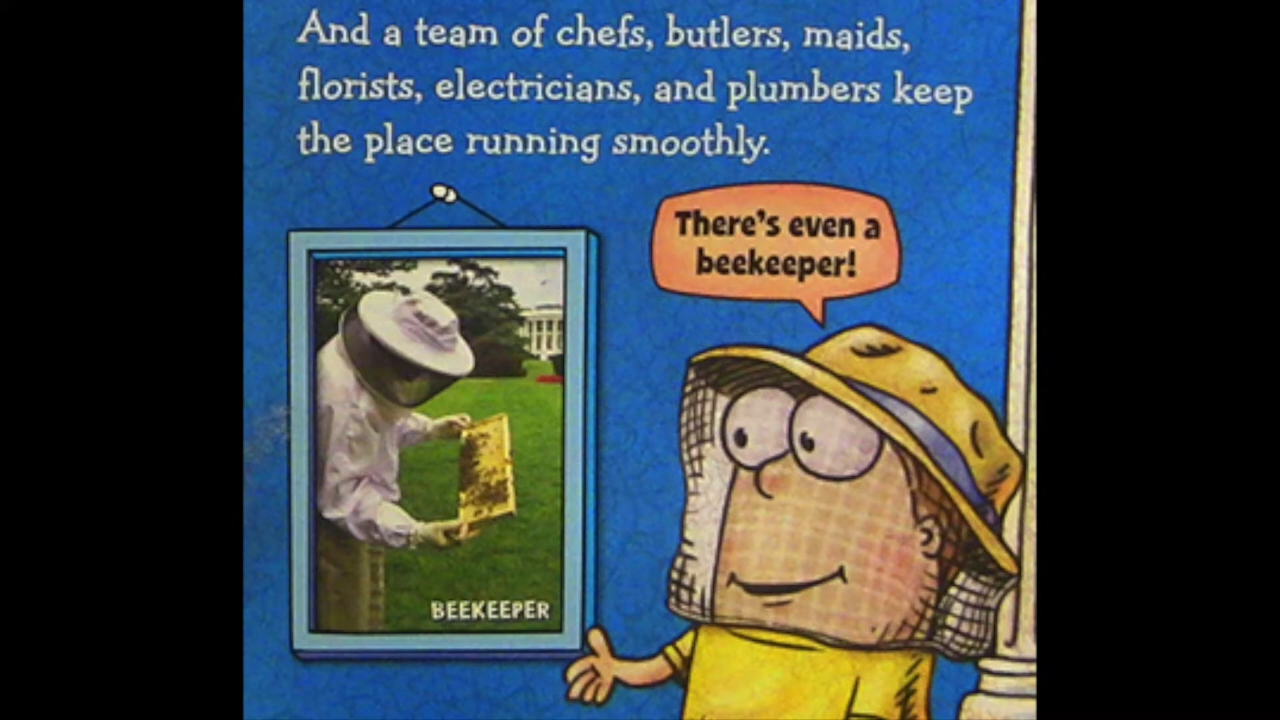 And a team of chefs, butlers, maids,
florists, electricians, and plumbers keep
the place running smoothly.
There's even a
beekeeper!
BEEKEEPER